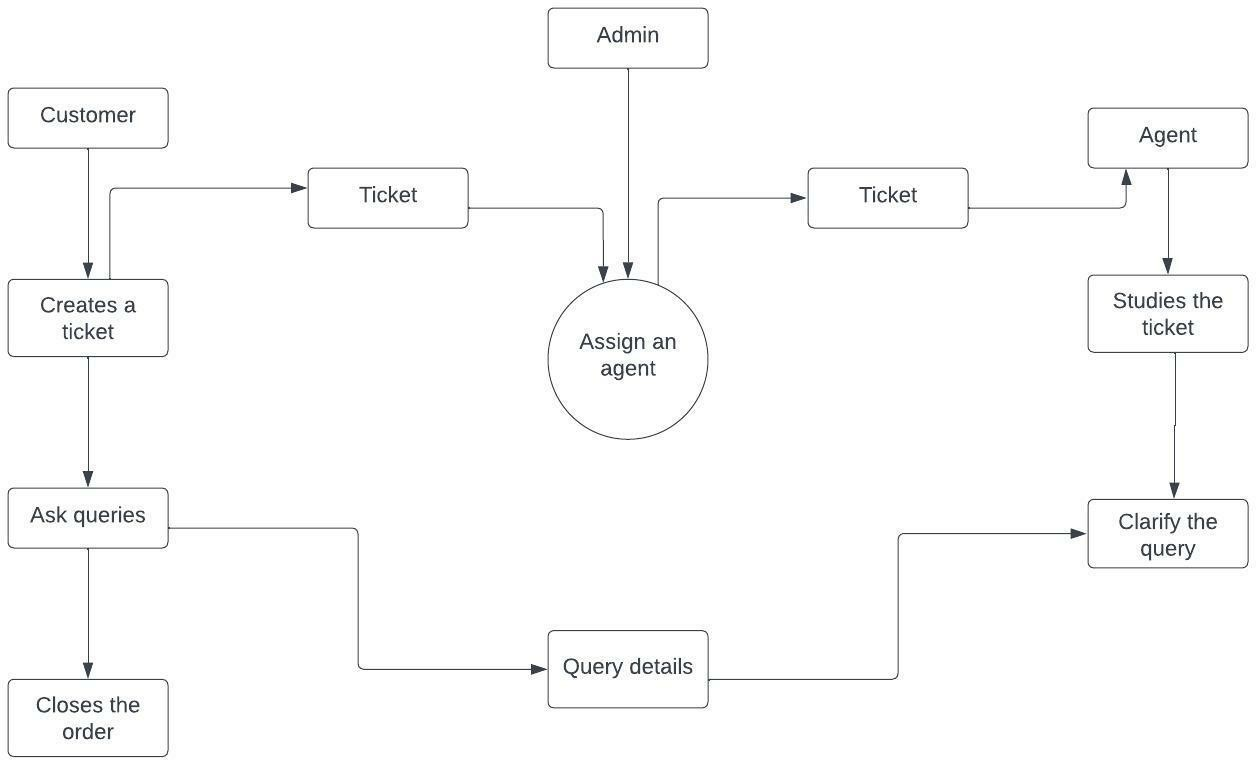 Admin
Customer
Agent
Ticket
Ticket
Creates a
ticket
Assign an
agent
Studies the
ticket
Ask queries
Clarify the
query
Query details
Closes the
order